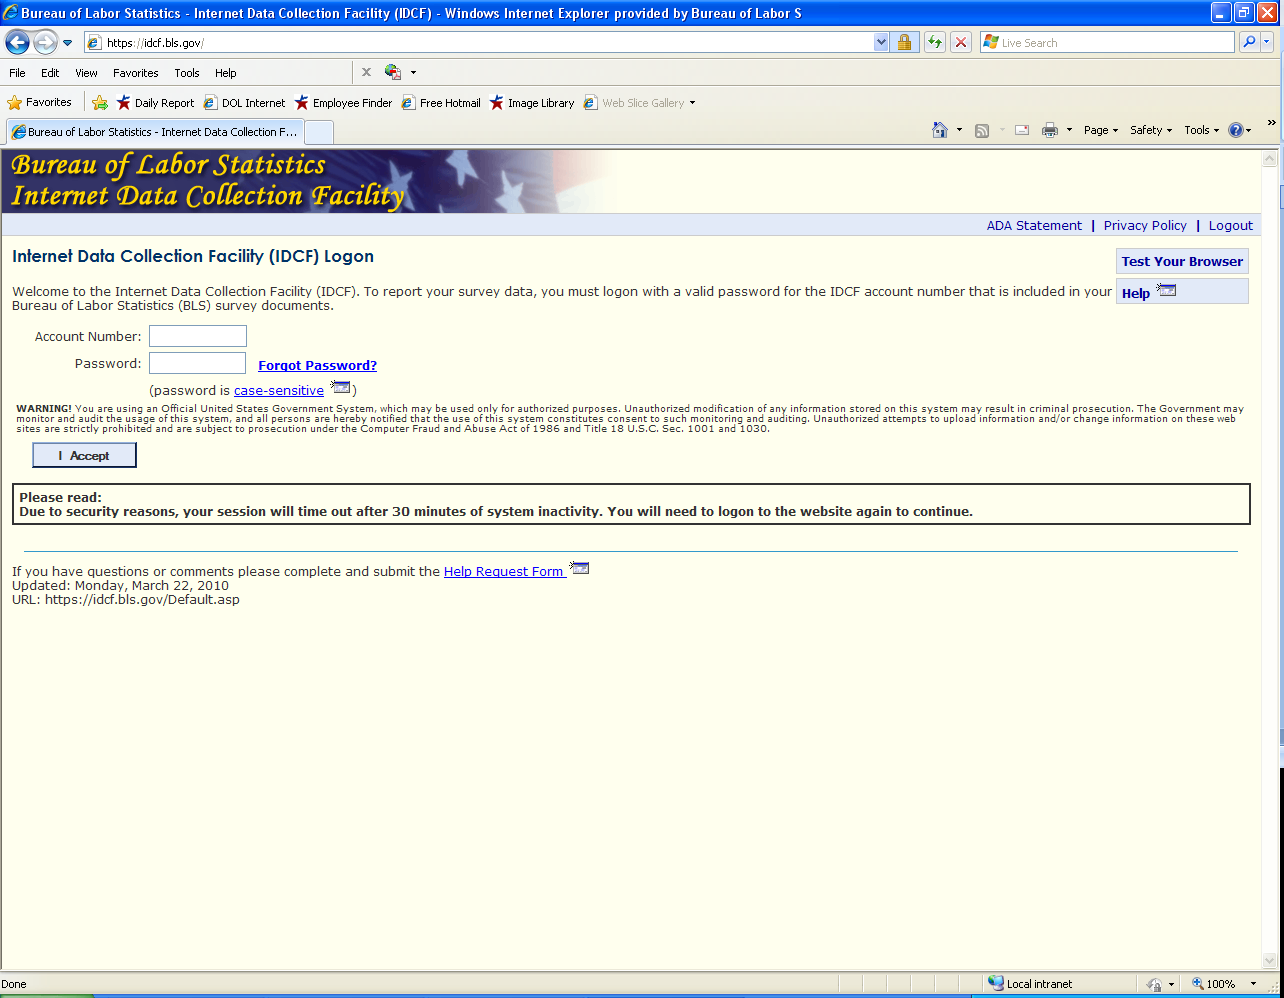 Bureau of Labor Statistics - Internet Data Collection Facility (IDCF) - Windows Internet Explorer provided by Bureau of Labor S
https://idcf.bls.gov/
Live Search
File Edit View Favorites Tools Help
x
Favorites Daily Report DOL Internet Employee Finder Free Hotmail Image Library Web Slice Gallery
Bureau of Labor Statistics - Internet Data Collection F...
Page Safety Tools »
Bureau of Labor Statistics
Internet Data Collection Facility
ADA Statement | Privacy Policy | Logout
Internet Data Collection Facility (IDCF) Logon
Test Your Browser
Help
Welcome to the Internet Data Collection Facility (IDCF). To report your survey data, you must logon with a valid password for the IDCF account number that is included in your
Bureau of Labor Statistics (BLS) survey documents.
Account Number:
Password: Forgot Password?
(password is case-sensitive )
WARNING! You are using an Official United States Government System, which may be used only for authorized purposes. Unauthorized modification of any information stored on this system may result in criminal prosecution. The Government may
monitor and audit the usage of this system, and all persons are hereby notified that the use of this system constitutes consent to such monitoring and auditing. Unauthorized attempts to upload information and/or change information on these web
sites are strictly prohibited and are subject to prosecution under the Computer Fraud and Abuse Act of 1986 and Title 18 U.S.C. Sec. 1001 and 1030.
I Accept
Please read:
Due to security reasons, your session will time out after 30 minutes of system inactivity. You will need to logon to the website again to continue.
If you have questions or comments please complete and submit the Help Request Form
Updated: Monday, March 22, 2010
URL: https://idcf.bls.gov/Default.asp
Done
Local intranet
100%